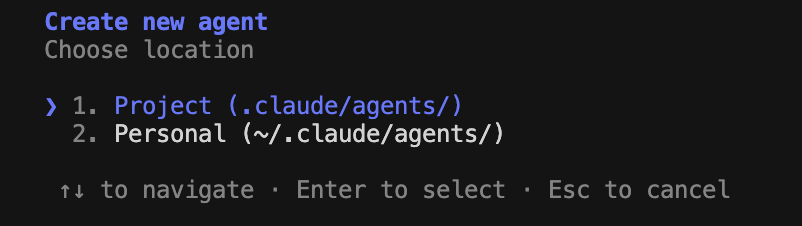 Create new agent
Choose location
❯ 1. Project (.claude/agents/)
2. Personal (~/.claude/agents/)
↑↓ to navigate · Enter to select · Esc to cancel